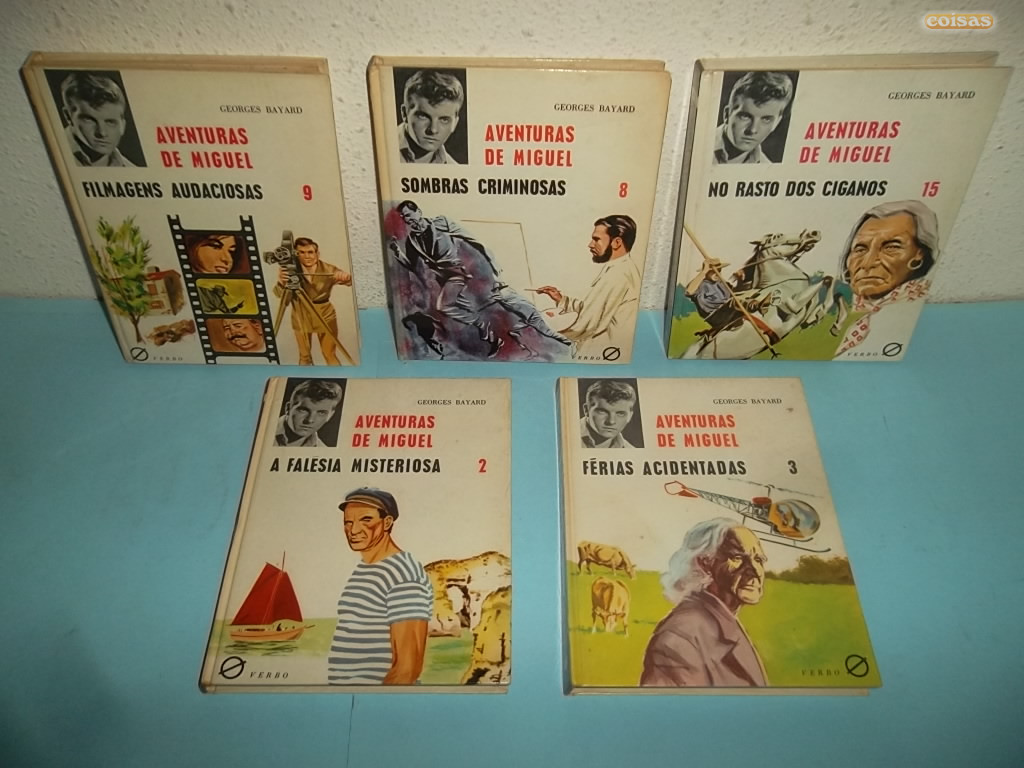 coisas
GEORGES BAYARD
AVENTURAS
DE MIGUEL
FILMAGENS AUDACIOSAS 9
VERBO
GEORGES BAYARD
AVENTURAS
DE MIGUEL
SOMBRAS CRIMINOSAS 8
VERBO
GEORGES BAYARD
AVENTURAS
DE MIGUEL
NO RASTO DOS CIGANOS 15
VERBO
GEORGES BAYARD
AVENTURAS
DE MIGUEL
A FALÉSIA MISTERIOSA 2
VERBO
GEORGES BAYARD
AVENTURAS
DE MIGUEL
FÉRIAS ACIDENTADAS 3
VERBO